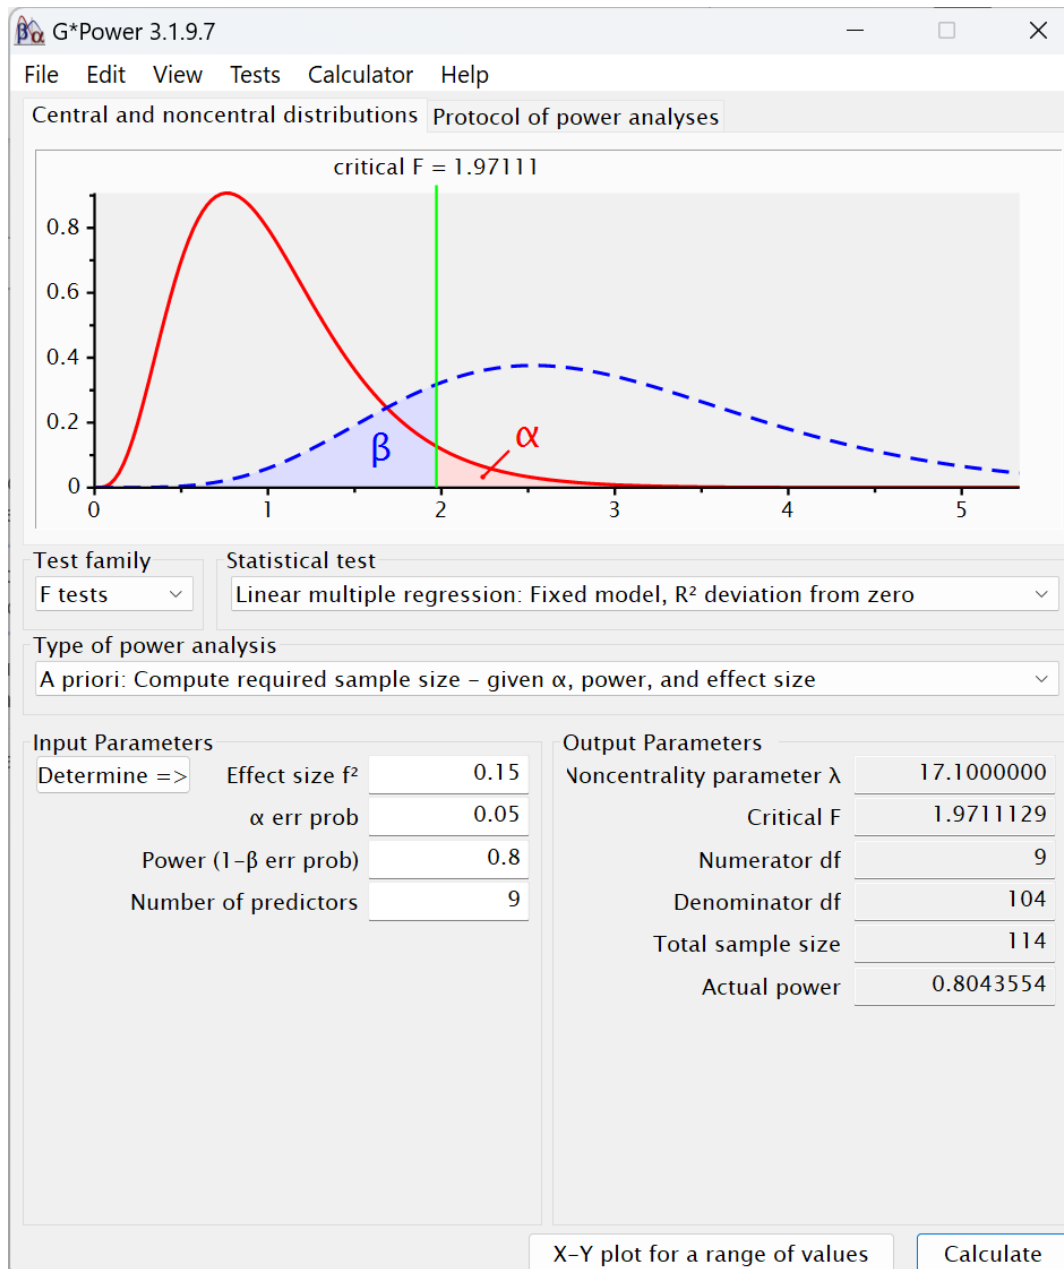 G*Power 3.1.9.7
File Edit View Tests Calculator Help
Central and noncentral distributions Protocol of power analyses
critical F = 1.97111
0.8
0.6
0.4
0.2
0
β
α
0 1 2 3 4 5
Test family
F tests
Statistical test
Linear multiple regression: Fixed model, R² deviation from zero
Type of power analysis
A priori: Compute required sample size – given α, power, and effect size
Input Parameters
Determine => Effect size f² 0.15
α err prob 0.05
Power (1–β err prob) 0.8
Number of predictors 9
Output Parameters
Noncentrality parameter λ 17.1000000
Critical F 1.9711129
Numerator df 9
Denominator df 104
Total sample size 114
Actual power 0.8043554
X–Y plot for a range of values Calculate